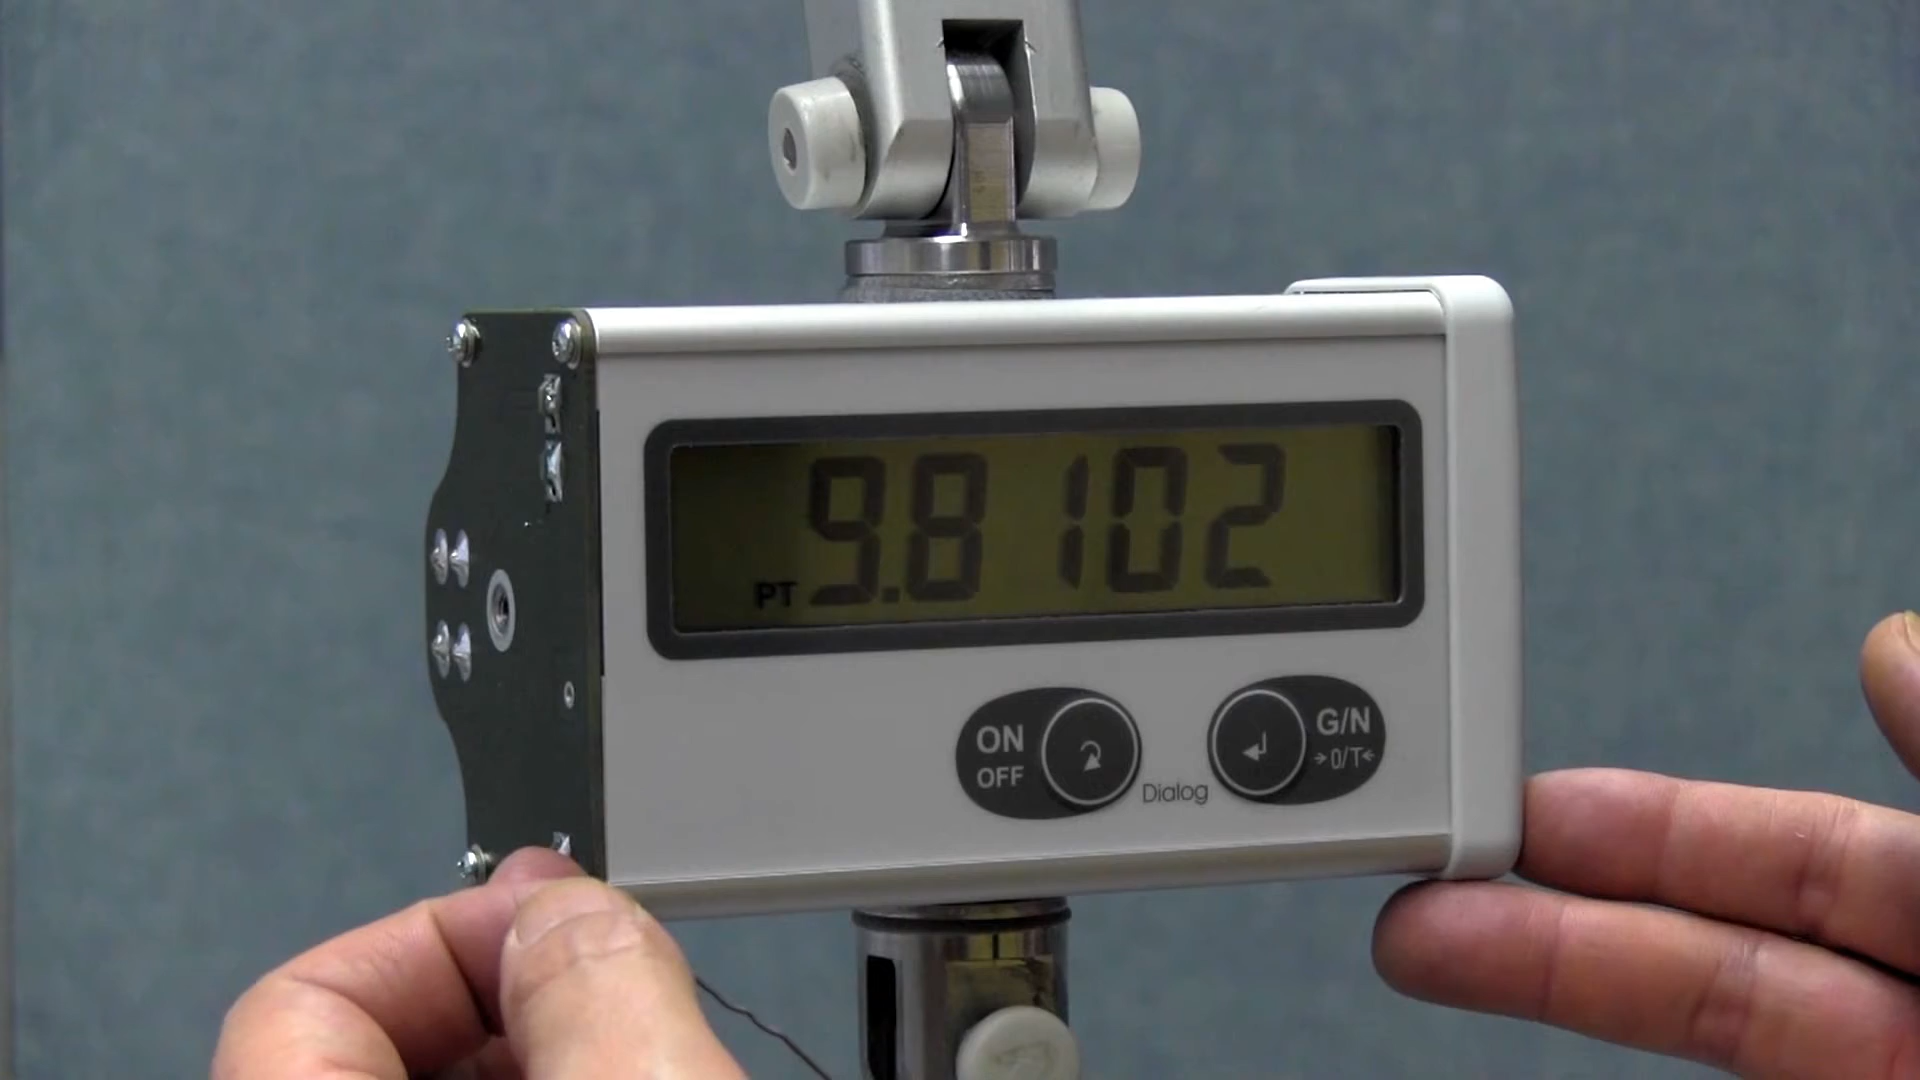 PT 9.8102
ON
OFF
Dialog
G/N
→0/T←